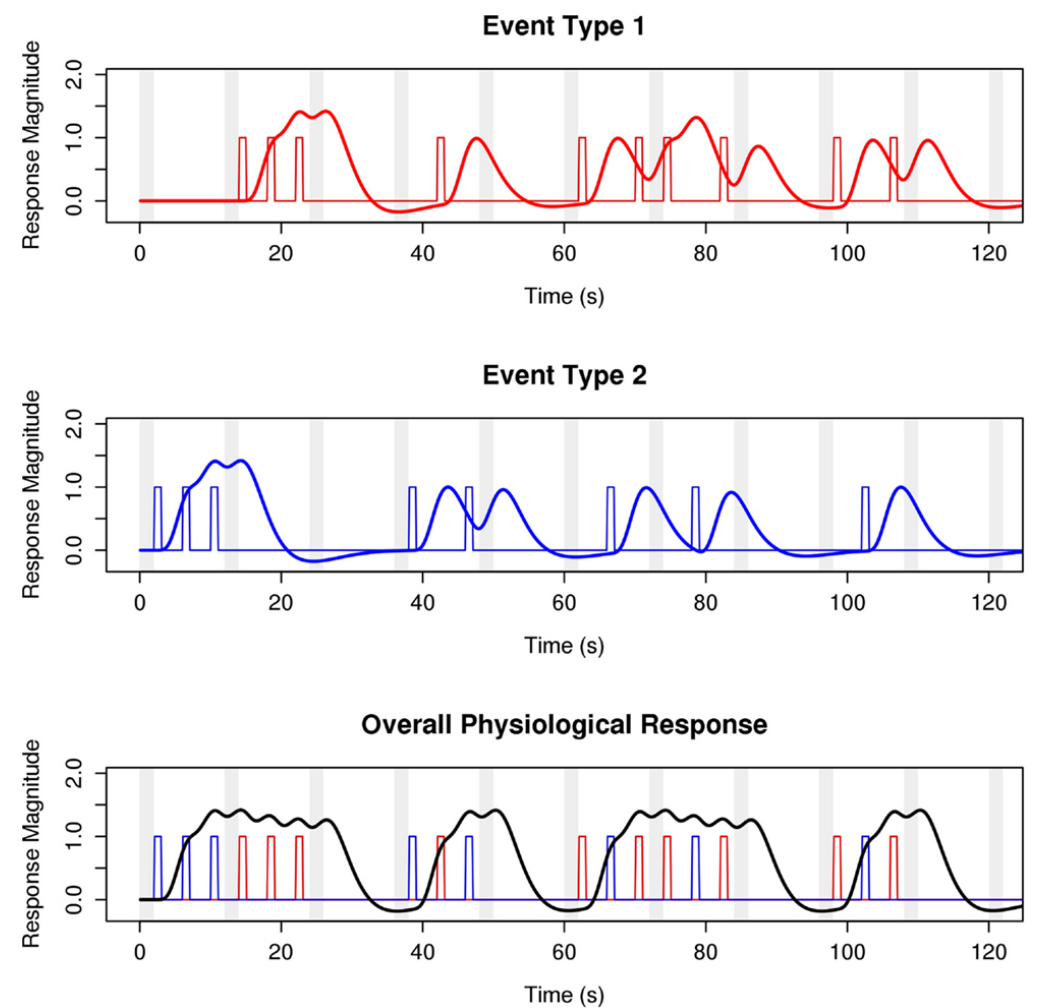 Event Type 1
Response Magnitude
2.0
1.0
0.0
0 20 40 60 80 100 120
Time (s)
Event Type 2
Response Magnitude
2.0
1.0
0.0
0 20 40 60 80 100 120
Time (s)
Overall Physiological Response
Response Magnitude
2.0
1.0
0.0
0 20 40 60 80 100 120
Time (s)